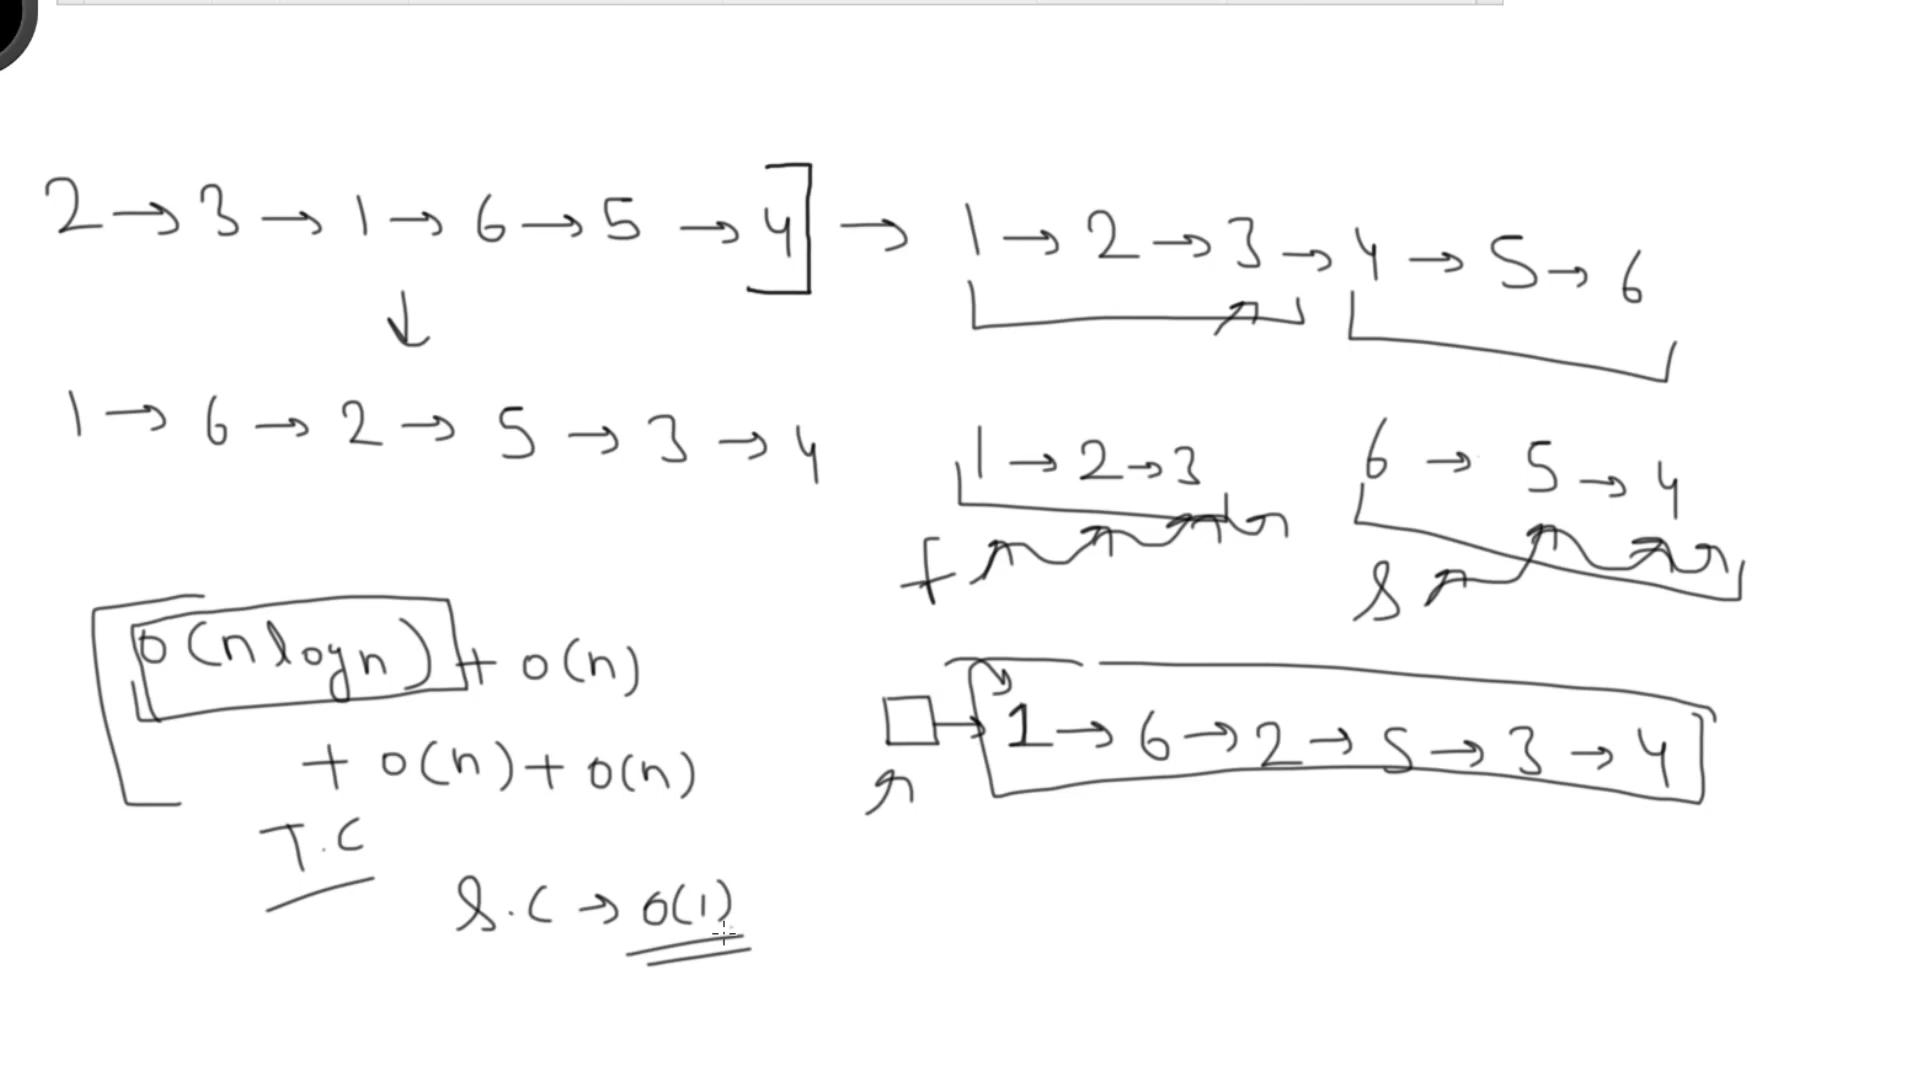 2 → 3 → 1 → 6 → 5 → 4 ] → 1 → 2 → 3 → 4 → 5 → 6
↓
1 → 6 → 2 → 5 → 3 → 4
1 → 2 → 3
6 → 5 → 4
f
s
O(n log n) + O(n)
+ O(n) + O(n)
T.C
S.C → O(1)
→ 1 → 6 → 2 → 5 → 3 → 4